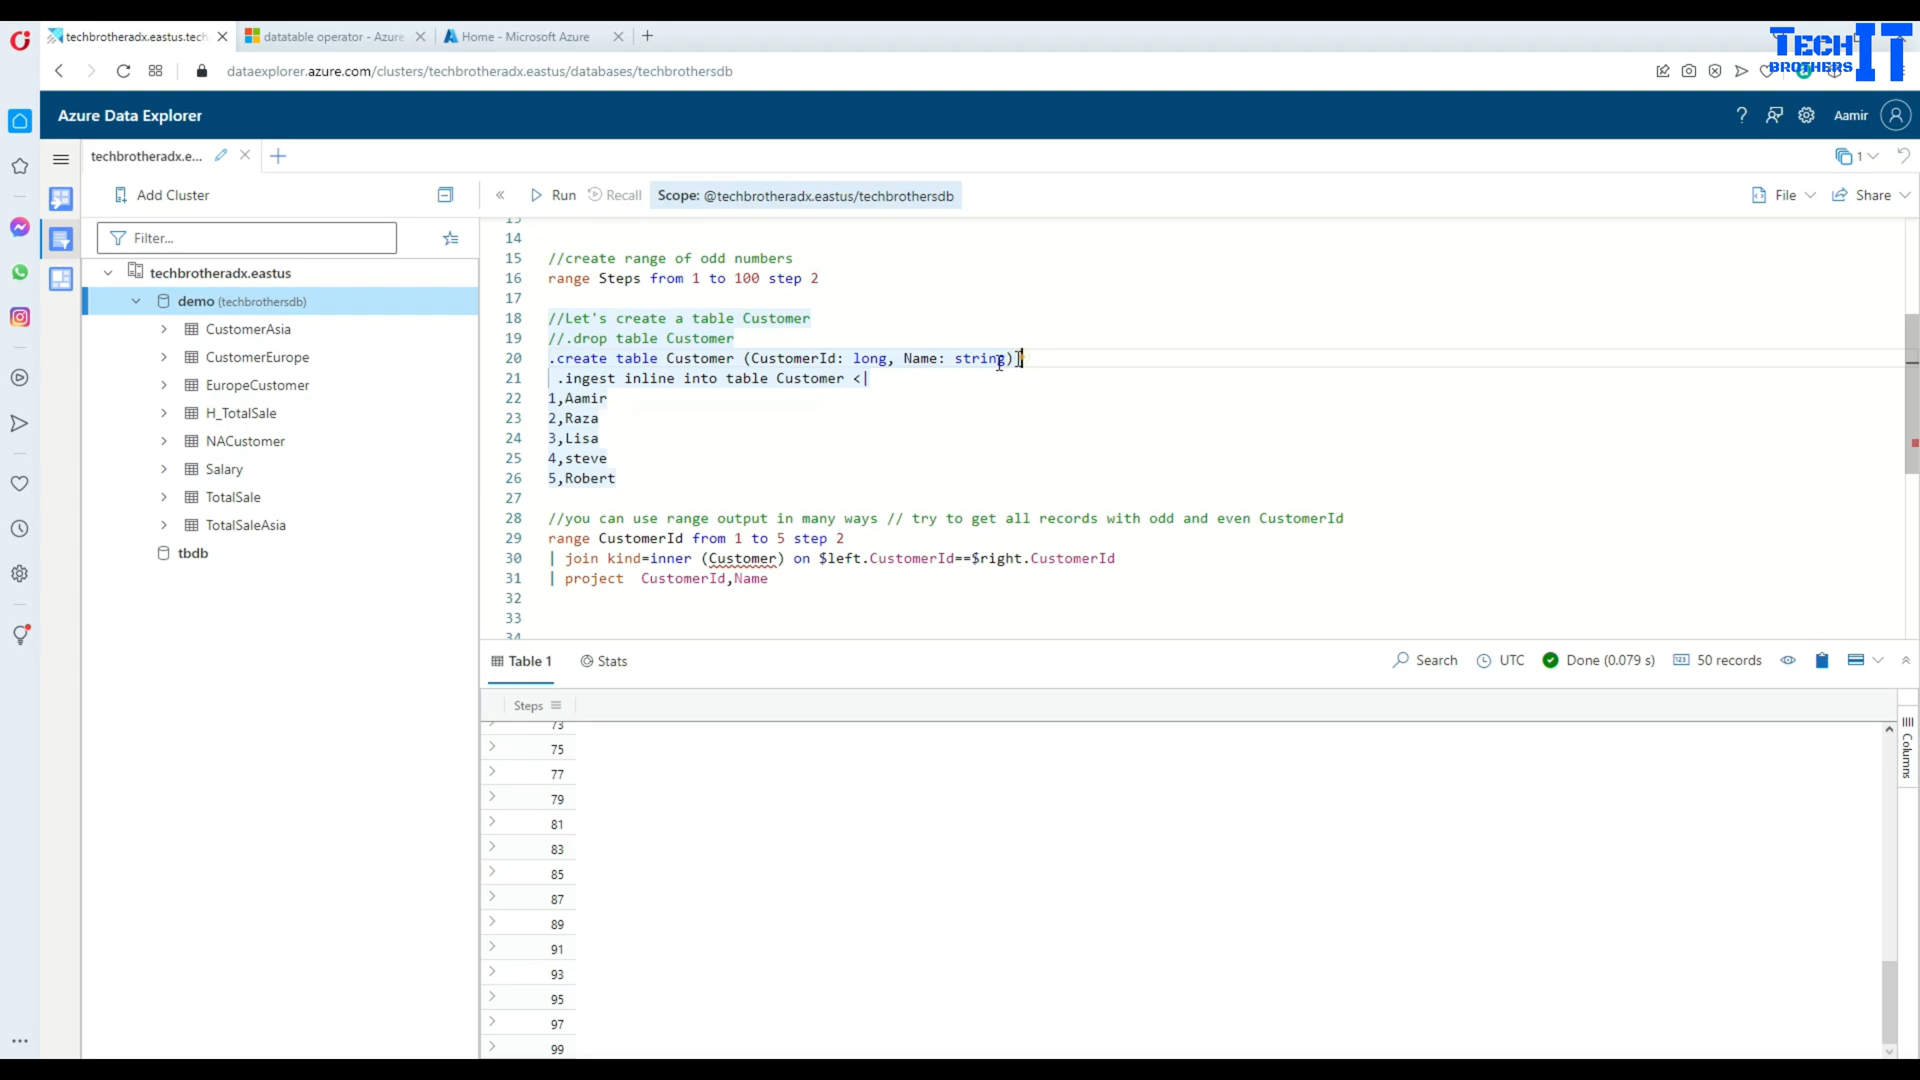 techbrotheradx.eastus.tech
datatable operator - Azure
Home - Microsoft Azure
TECH IT
BROTHERS
dataexplorer.azure.com/clusters/techbrotheradx.eastus/databases/techbrothersdb
Azure Data Explorer
Aamir
techbrotheradx.e...
1
Add Cluster
Run
Recall
Scope: @techbrotheradx.eastus/techbrothersdb
File
Share
Filter...
techbrotheradx.eastus
demo (techbrothersdb)
CustomerAsia
CustomerEurope
EuropeCustomer
H_TotalSale
NACustomer
Salary
TotalSale
TotalSaleAsia
tbdb
14
15 //create range of odd numbers
16 range Steps from 1 to 100 step 2
17
18 //Let's create a table Customer
19 //.drop table Customer
20 .create table Customer (CustomerId: long, Name: string)
21 .ingest inline into table Customer <|
22 1,Aamir
23 2,Raza
24 3,Lisa
25 4,steve
26 5,Robert
27
28 //you can use range output in many ways // try to get all records with odd and even CustomerId
29 range CustomerId from 1 to 5 step 2
30 | join kind=inner (Customer) on $left.CustomerId==$right.CustomerId
31 | project CustomerId,Name
32
33
34
Table 1
Stats
Search
UTC
Done (0.079 s)
50 records
Steps
73
75
77
79
81
83
85
87
89
91
93
95
97
99
Columns